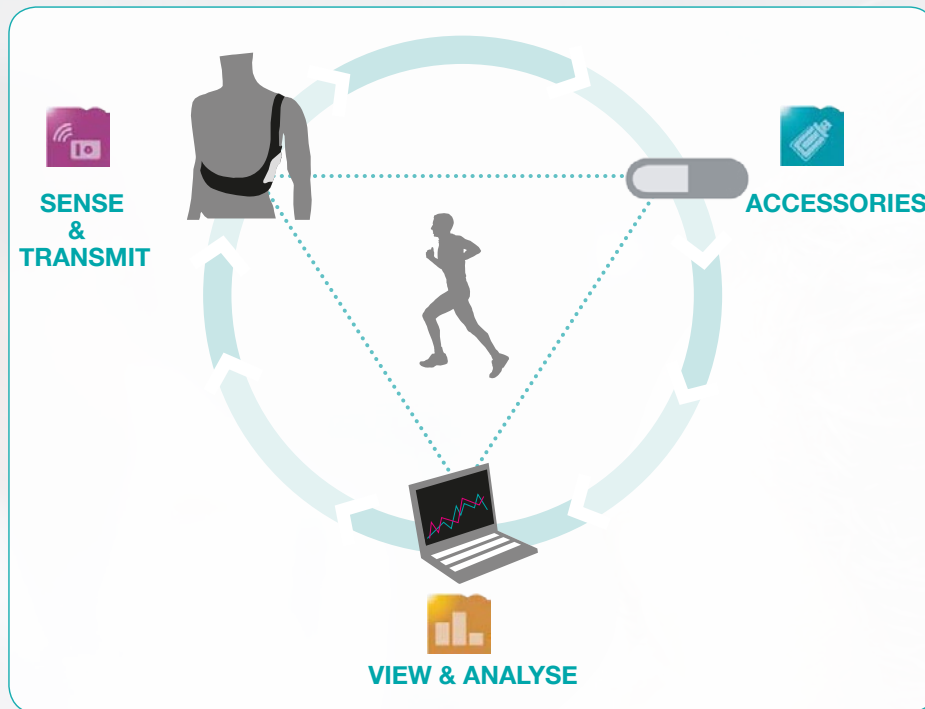 SENSE
&
TRANSMIT
ACCESSORIES
VIEW & ANALYSE